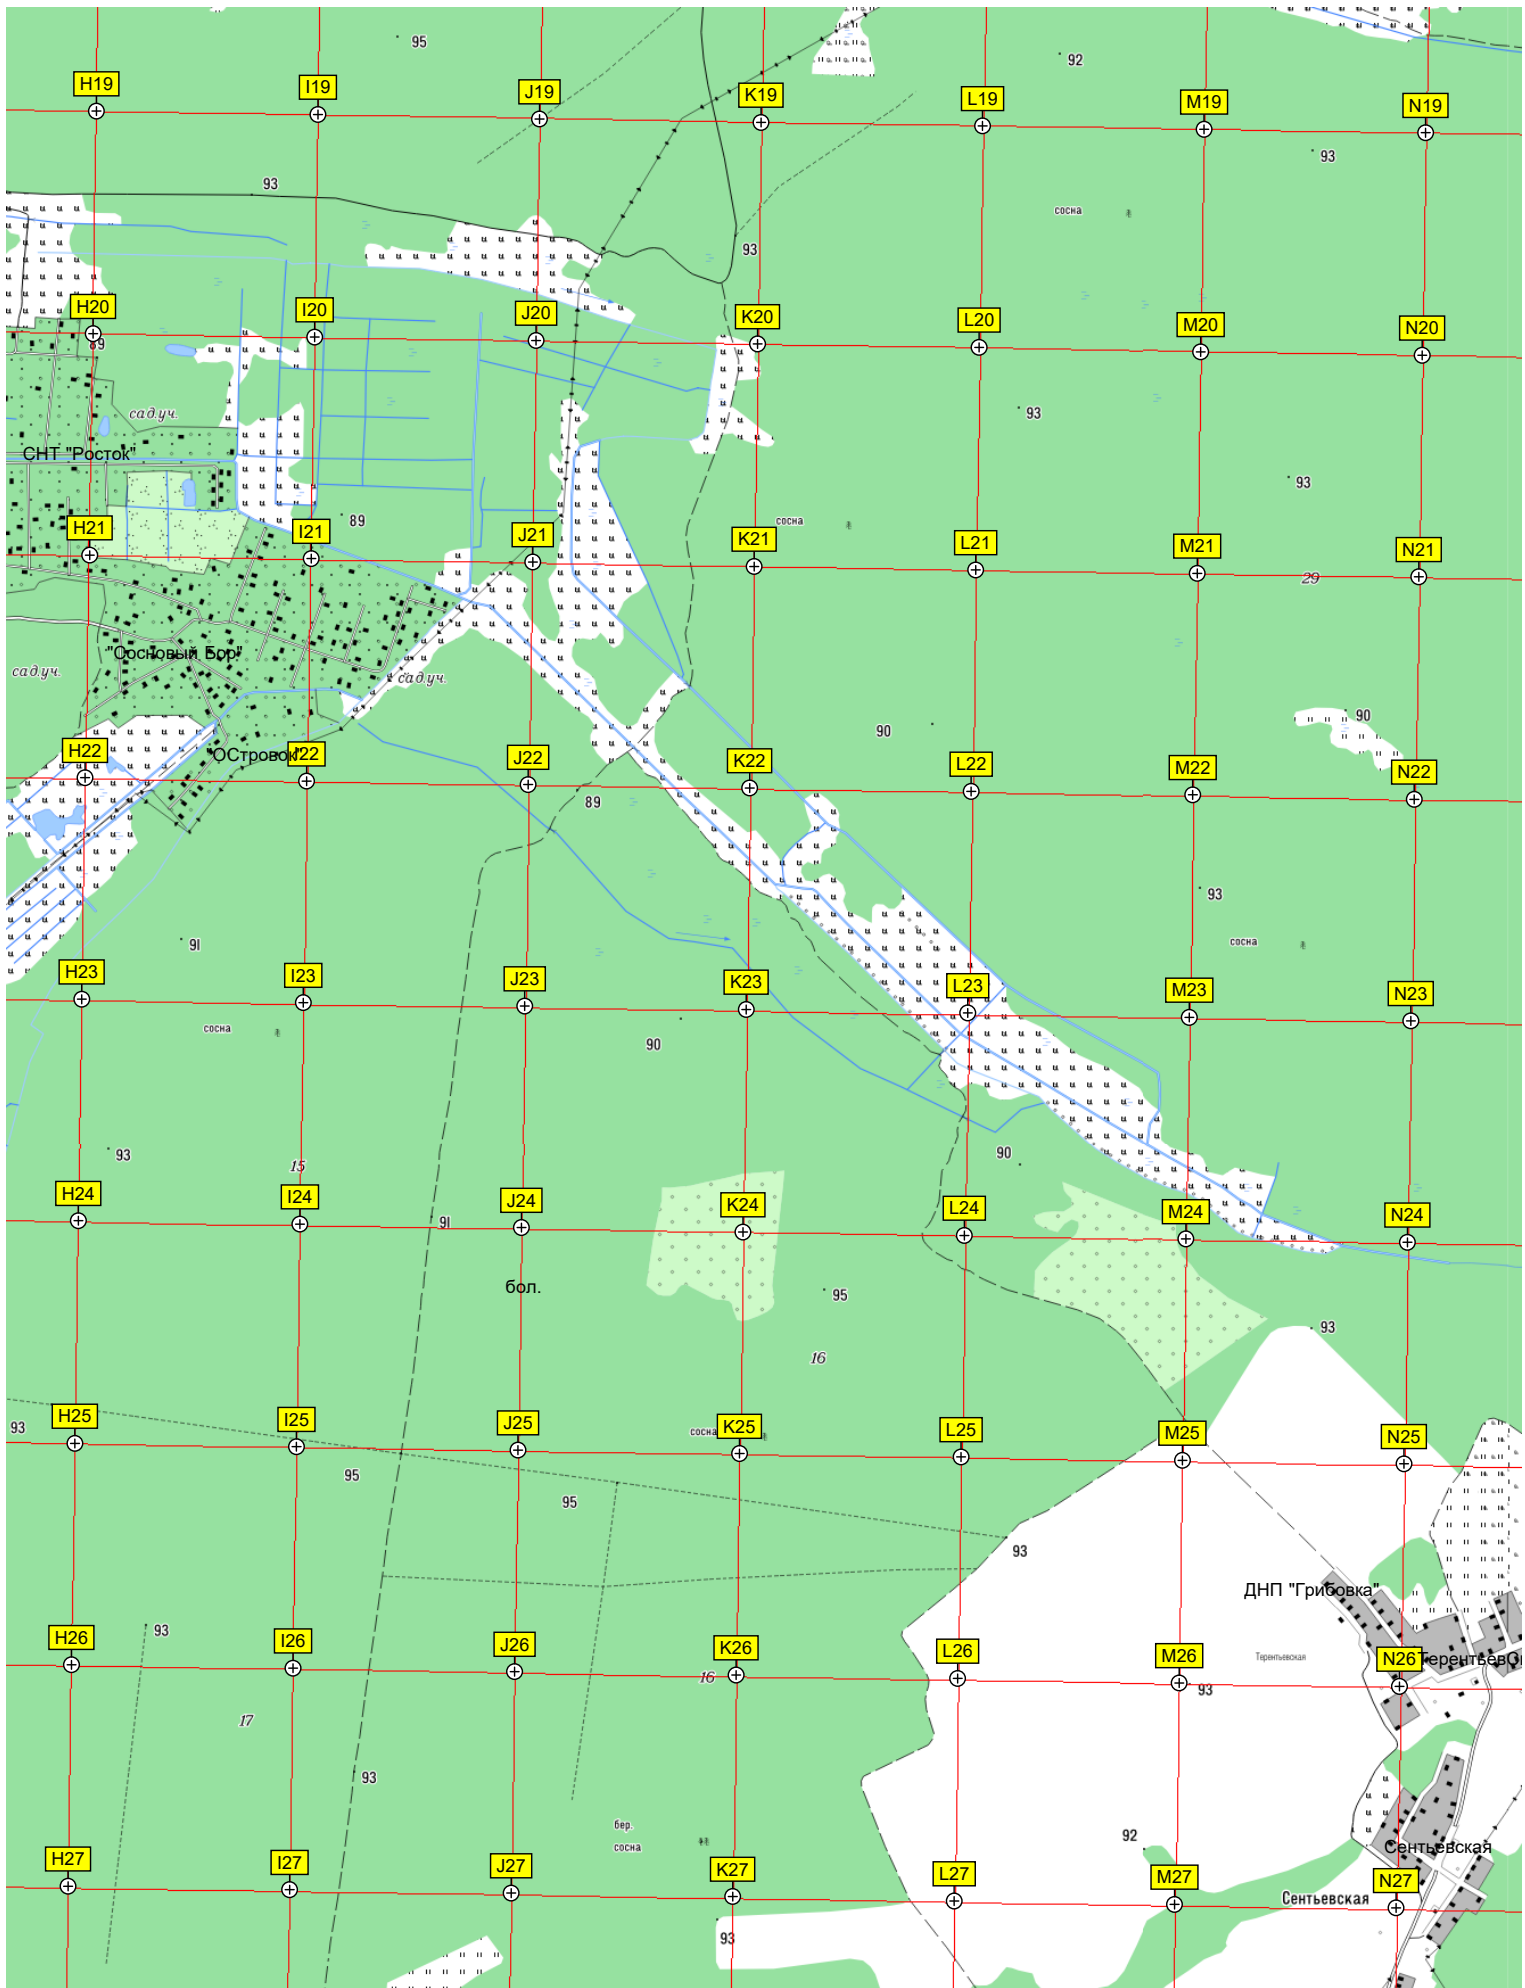 95
92
H19
I19
J19
K19
L19
M19
N19
93
93
сосна
93
H20
I20
J20
K20
L20
M20
N20
89
сад.уч.
93
СНТ "Росток"
93
89
сосна
H21
I21
J21
K21
L21
M21
N21
29
"Сосновый Бор"
сад.уч.
сад.уч.
90
90
H22
"ОСтровок"
I22
J22
K22
L22
M22
N22
89
93
91
сосна
H23
I23
J23
K23
L23
M23
N23
сосна
90
93
15
90
H24
I24
J24
K24
L24
M24
N24
91
бол.
95
93
16
93
H25
I25
J25
сосна
K25
L25
M25
N25
95
95
93
ДНП "Грибовка"
93
H26
I26
J26
K26
L26
M26
Терентьевская
N26
16
93
17
93
бер.
сосна
92
Сентьевская
H27
I27
J27
K27
L27
M27
N27
Сентьевская
93